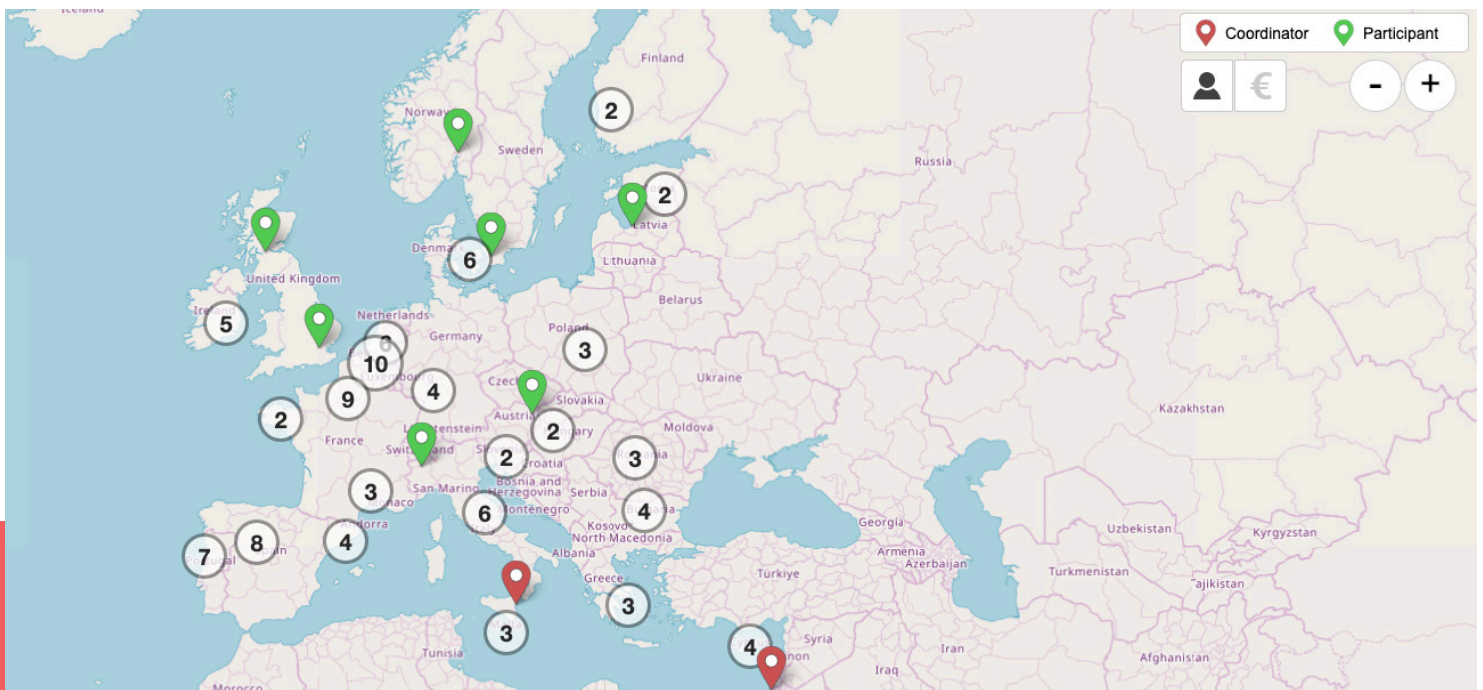 Iceland
Coordinator
Participant
Finland
Norway
2
€
-
+
Sweden
Russia
2
Latvia
Denmark
6
Lithuania
United Kingdom
Belarus
5
Netherlands
Poland
Germany
3
10
9
4
Ukraine
Slovakia
Kazakhstan
2
Austria
2
Moldova
France
Switzerland
2
Croatia
3
3
San Marino
Bosnia and
Herzegovina
Serbia
Monaco
6
Montenegro
4
Andorra
Kosovo
North Macedonia
Georgia
Uzbekistan
Kyrgyzstan
7
8
4
Albania
Armenia
Azerbaijan
Greece
Türkiye
Turkmenistan
Tajikistan
3
3
4
Syria
Tunisia
Iran
Afghanistan
Iraq
Morocco